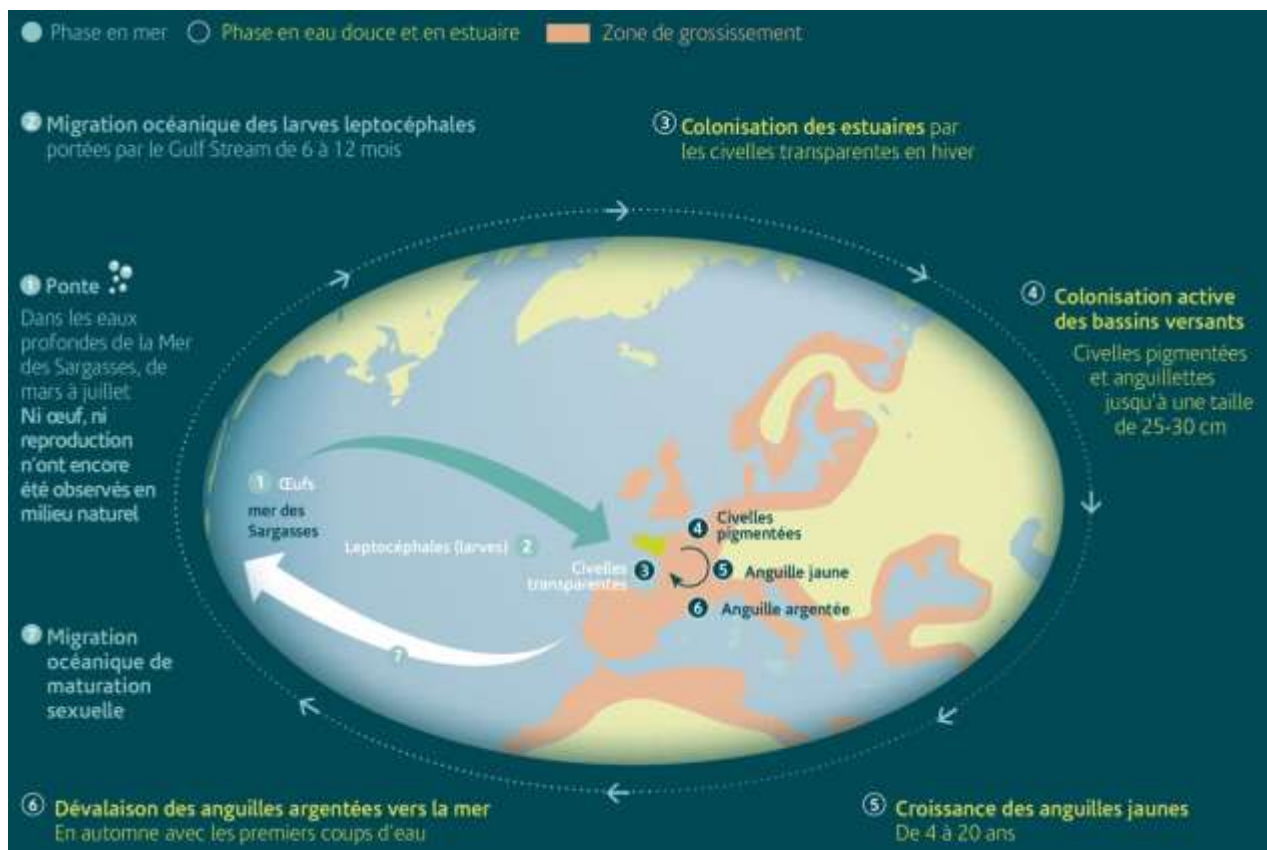 Phase en mer Phase en eau douce et en estuaire Zone de grossissement
2 Migration océanique des larves leptocéphales
portées par le Gulf Stream de 6 à 12 mois
3 Colonisation des estuaires par
les civelles transparentes en hiver
1 Ponte
Dans les eaux
profondes de la Mer
des Sargasses, de
mars à juillet
Ni œuf, ni
reproduction
n'ont encore
été observés en
milieu naturel
4 Colonisation active
des bassins versants
Civelles pigmentées
et anguillettes
jusqu'à une taille
de 25-30 cm
1 Œufs
mer des
Sargasses
Leptocéphales (larves) 2
Civelles
transparentes 3
4 Civelles
pigmentées
5 Anguille jaune
6 Anguille argentée
7
7 Migration
océanique de
maturation
sexuelle
6 Dévalaison des anguilles argentées vers la mer
En automne avec les premiers coups d'eau
5 Croissance des anguilles jaunes
De 4 à 20 ans